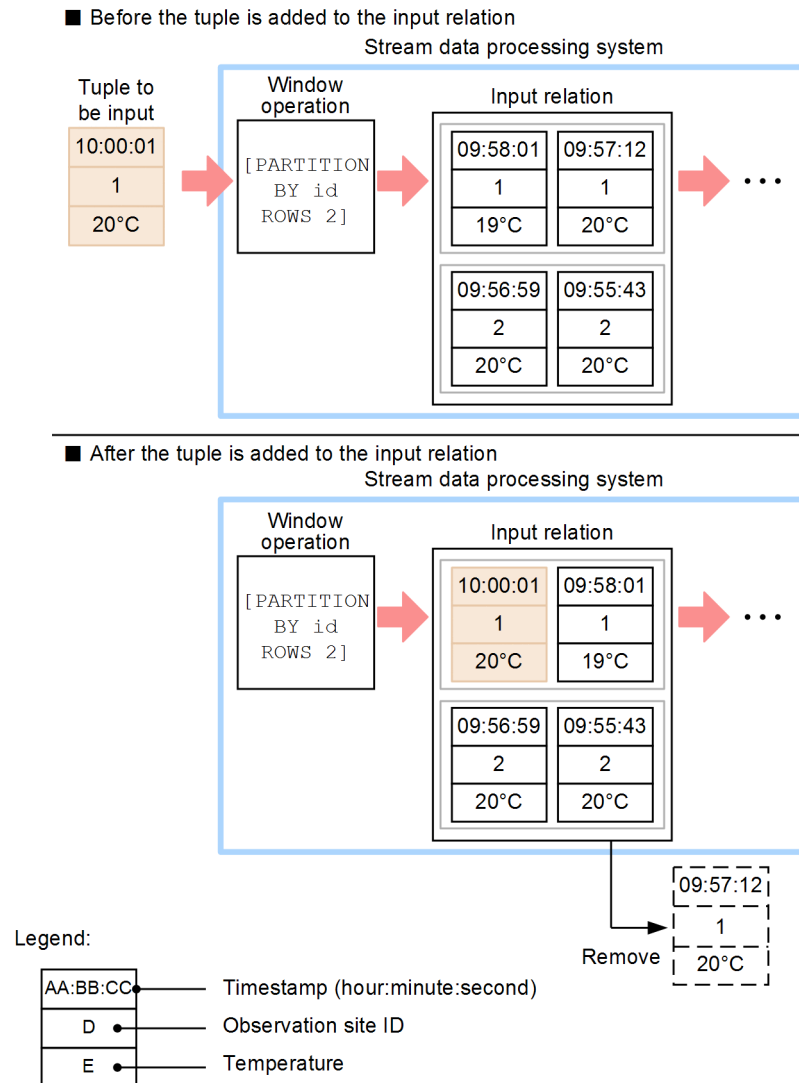 ■ Before the tuple is added to the input relation
Stream data processing system
Tuple to
be input
Window
operation
Input relation
10:00:01
1
20°C
[PARTITION
BY id
ROWS 2]
09:58:01 09:57:12
1 1
19°C 20°C
...
09:56:59 09:55:43
2 2
20°C 20°C
■ After the tuple is added to the input relation
Stream data processing system
Window
operation
Input relation
[PARTITION
BY id
ROWS 2]
10:00:01 09:58:01
1 1
20°C 19°C
...
09:56:59 09:55:43
2 2
20°C 20°C
Remove
09:57:12
1
20°C
Legend:
AA:BB:CC Timestamp (hour:minute:second)
D Observation site ID
E Temperature